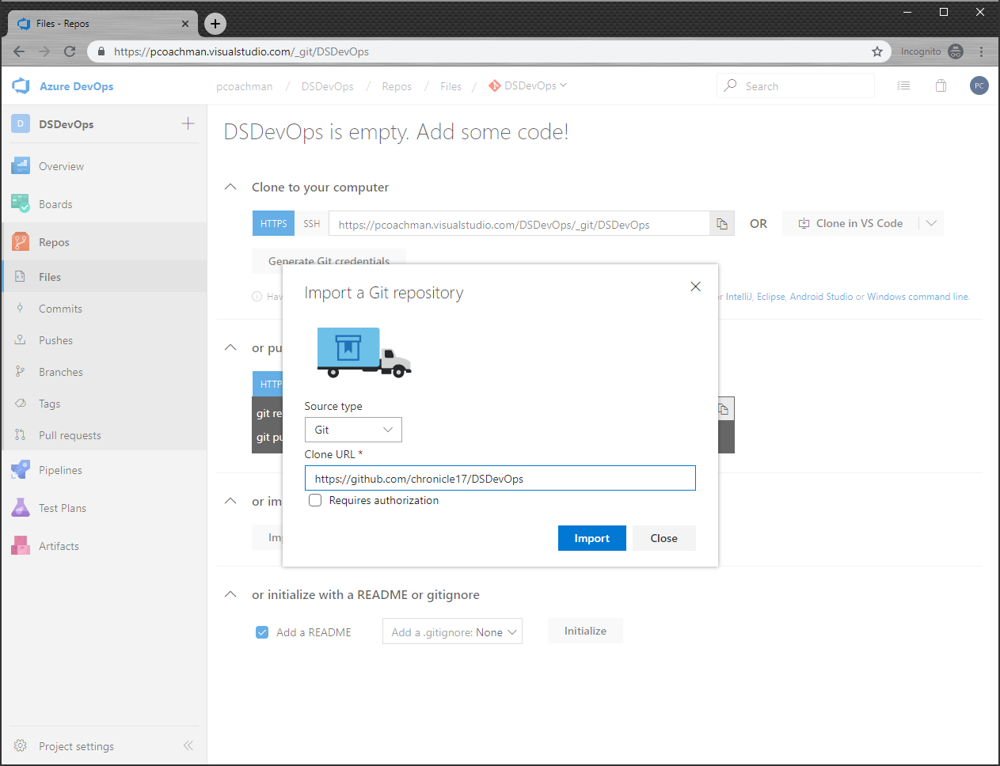 Files - Repos
https://pcoachman.visualstudio.com/_git/DSDevOps
Incognito
Azure DevOps
pcoachman / DSDevOps / Repos / Files / DSDevOps
Search
PC
D DSDevOps
Overview
Boards
Repos
Files
Commits
Pushes
Branches
Tags
Pull requests
Pipelines
Test Plans
Artifacts
Project settings
DSDevOps is empty. Add some code!
Clone to your computer
HTTPS SSH https://pcoachman.visualstudio.com/DSDevOps/_git/DSDevOps OR Clone in VS Code
Generate Git credentials
IntelliJ, Eclipse, Android Studio or Windows command line.
or pu
HTTP
git re
git pu
or im
Im
Import a Git repository
Source type
Git
Clone URL *
https://github.com/chronicle17/DSDevOps
Requires authorization
Import Close
or initialize with a README or gitignore
Add a README Add a .gitignore: None Initialize